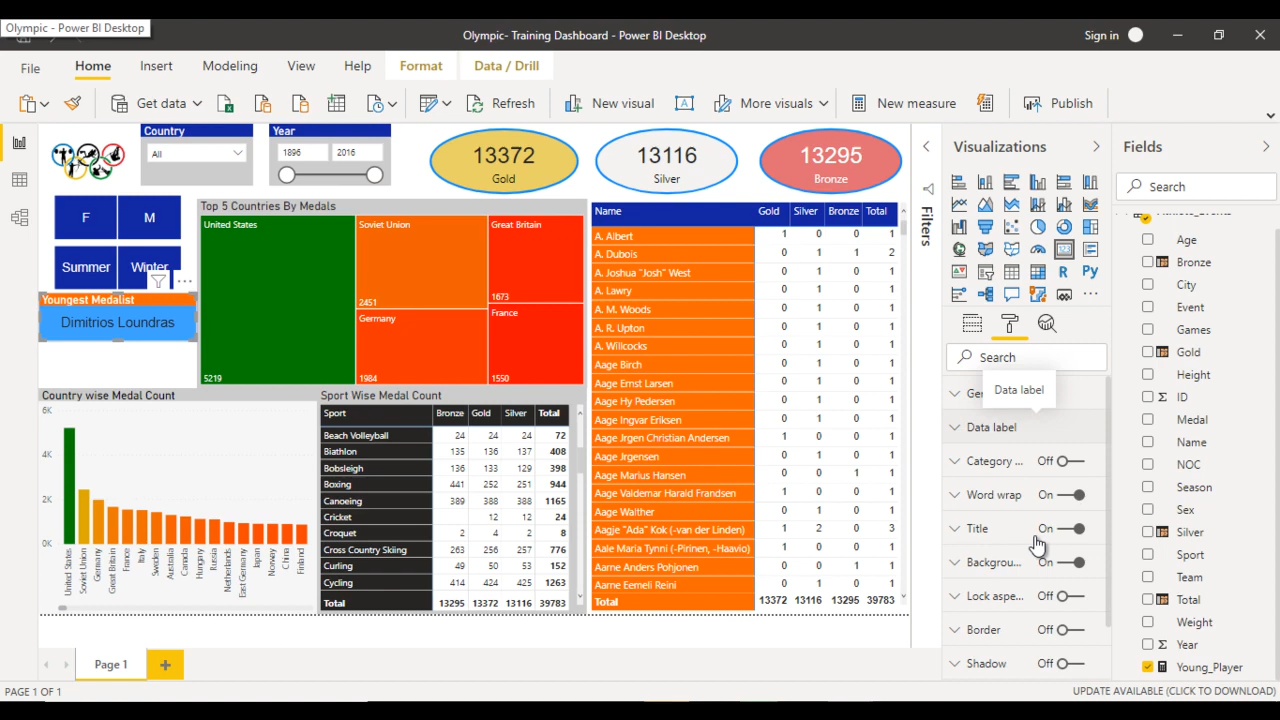 Olympic - Power BI Desktop
Olympic- Training Dashboard - Power BI Desktop
Sign in
File Home Insert Modeling View Help Format Data / Drill
Get data Refresh New visual More visuals New measure Publish
Country
All
Year
1896 2016
13372
Gold
13116
Silver
13295
Bronze
F M
Summer Winter
Youngest Medalist
Dimitrios Loundras
Top 5 Countries By Medals
United States
5219
Soviet Union
2451
Germany
1984
Great Britain
1673
France
1550
Country wise Medal Count
6K
4K
2K
0K
United States
Soviet Union
Germany
Great Britain
France
Italy
Sweden
Australia
Canada
Hungary
Russia
Netherlands
East Germany
Japan
Norway
China
Finland
Sport Wise Medal Count
Sport Bronze Gold Silver Total
Beach Volleyball 24 24 24 72
Biathlon 135 136 137 408
Bobsleigh 136 133 129 398
Boxing 441 252 251 944
Canoeing 389 388 388 1165
Cricket 12 12 24
Croquet 2 4 2 8
Cross Country Skiing 263 256 257 776
Curling 49 50 53 152
Cycling 414 424 425 1263
Total 13295 13372 13116 39783
Name Gold Silver Bronze Total
A. Albert 1 0 0 1
A. Dubois 0 1 1 2
A. Joshua "Josh" West 0 1 0 1
A. Lawry 0 1 0 1
A. M. Woods 0 1 0 1
A. R. Upton 0 1 0 1
A. Willcocks 0 1 0 1
Aage Birch 0 1 0 1
Aage Ernst Larsen 0 1 0 1
Aage Hy Pedersen 0 1 0 1
Aage Ingvar Eriksen 0 1 0 1
Aage Jrgen Christian Andersen 1 0 0 1
Aage Jrgensen 0 1 0 1
Aage Marius Hansen 0 0 1 1
Aage Valdemar Harald Frandsen 1 0 0 1
Aage Walther 0 1 0 1
Aagje "Ada" Kok (-van der Linden) 1 2 0 3
Aale Maria Tynni (-Pirinen, -Haavio) 1 0 0 1
Aarne Anders Pohjonen 0 0 1 1
Aarne Eemeli Reini 1 0 0 1
Total 13372 13116 13295 39783
Filters
Visualizations
R Py
Search
Ge
Data label
Data label
Category ... Off
Word wrap On
Title On
Backgrou... On
Lock aspe... Off
Border Off
Shadow Off
Fields
Search
Age
Bronze
City
Event
Games
Gold
Height
ID
Medal
Name
NOC
Season
Sex
Silver
Sport
Team
Total
Weight
Year
Young_Player
Page 1
PAGE 1 OF 1
UPDATE AVAILABLE (CLICK TO DOWNLOAD)